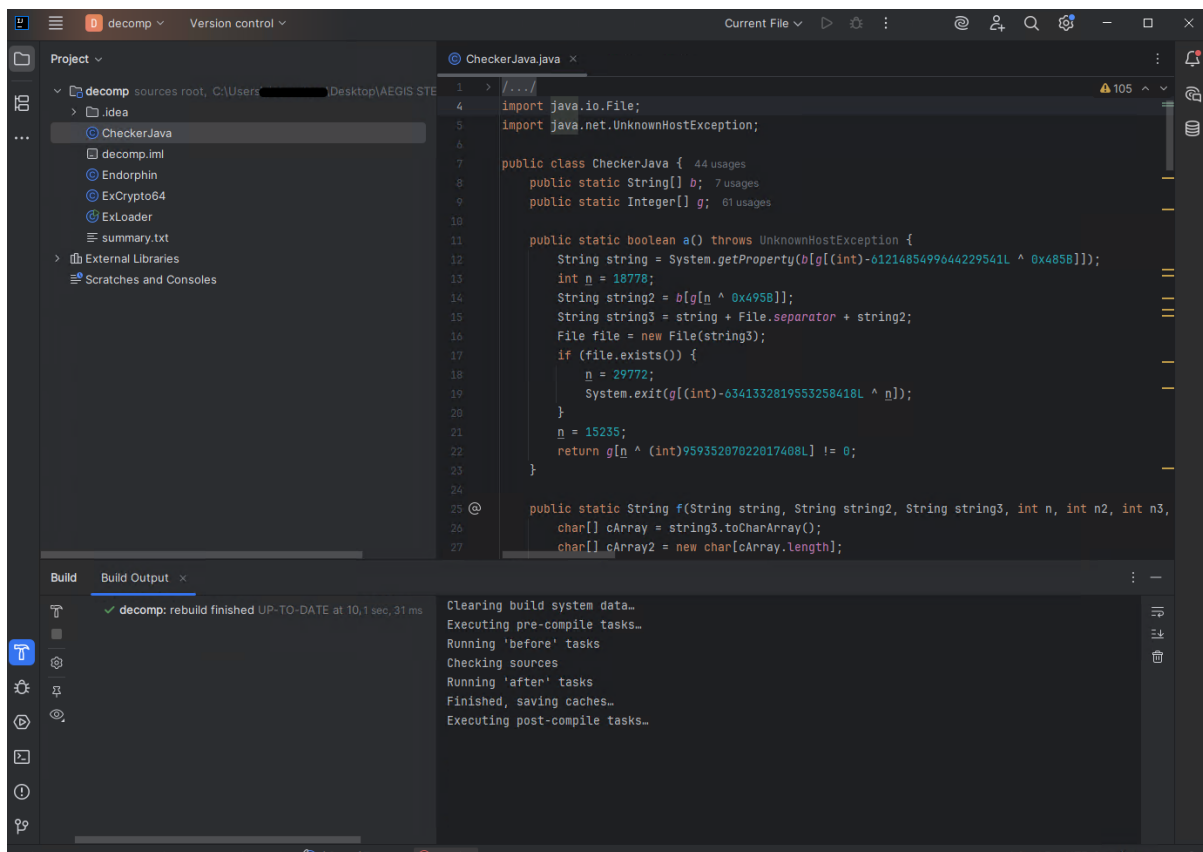 IJ
D decomp Version control Current File
Project
CheckerJava.java
decomp sources root, C:\Users\ \Desktop\AEGIS STE
.idea
CheckerJava
decomp.iml
Endorphin
ExCrypto64
ExLoader
summary.txt
External Libraries
Scratches and Consoles
105
1 /.../
4 import java.io.File;
5 import java.net.UnknownHostException;
6
7 public class CheckerJava { 44 usages
8 public static String[] b; 7 usages
9 public static Integer[] g; 61 usages
10
11 public static boolean a() throws UnknownHostException {
12 String string = System.getProperty(b[g[(int)-6121485499644229541L ^ 0x485B]]);
13 int n = 18778;
14 String string2 = b[g[n ^ 0x495B]];
15 String string3 = string + File.separator + string2;
16 File file = new File(string3);
17 if (file.exists()) {
18 n = 29772;
19 System.exit(g[(int)-6341332819553258418L ^ n]);
20 }
21 n = 15235;
22 return g[n ^ (int)95935207022017408L] != 0;
23 }
24
25 @ public static String f(String string, String string2, String string3, int n, int n2, int n3,
26 char[] cArray = string3.toCharArray();
27 char[] cArray2 = new char[cArray.length];
Build Build Output
decomp: rebuild finished UP-TO-DATE at 10, 1 sec, 31 ms
Clearing build system data…
Executing pre-compile tasks…
Running 'before' tasks
Checking sources
Running 'after' tasks
Finished, saving caches…
Executing post-compile tasks…